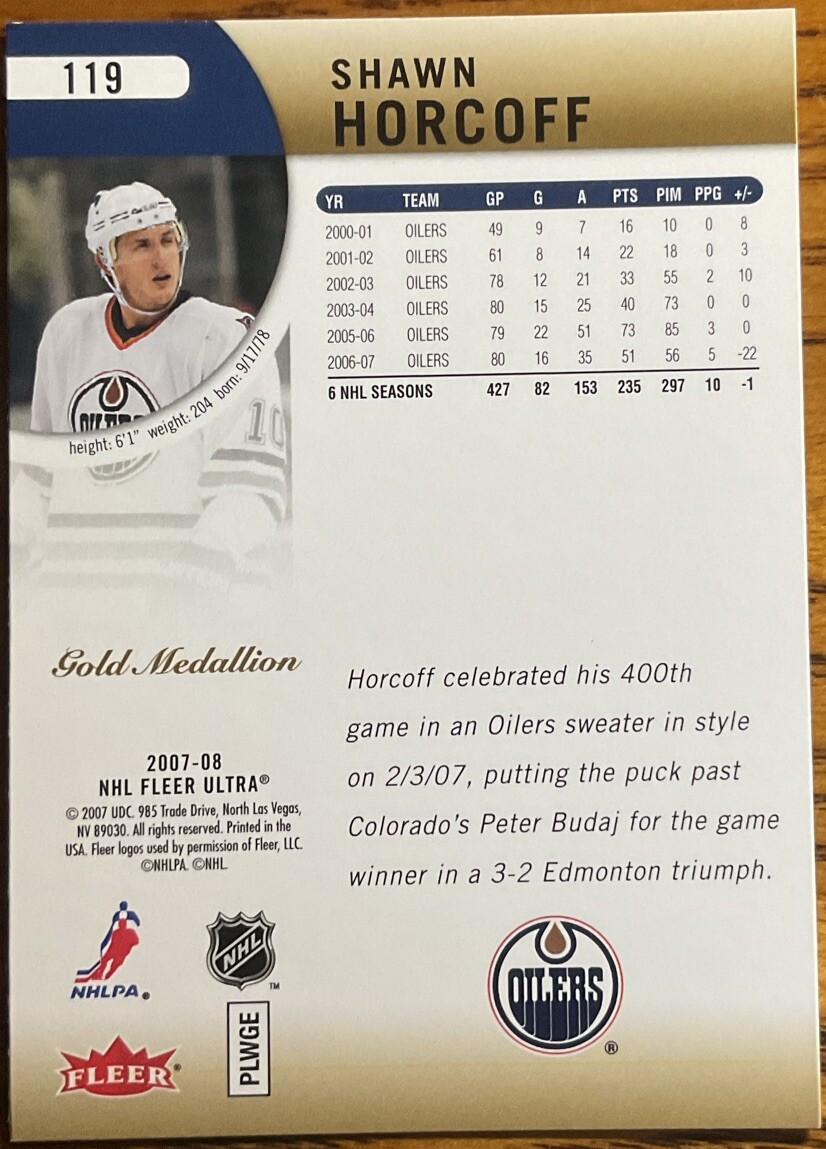 119
SHAWN
HORCOFF
YR TEAM GP G A PTS PIM PPG +/-
2000-01 OILERS 49 9 7 16 10 0 8
2001-02 OILERS 61 8 14 22 18 0 3
2002-03 OILERS 78 12 21 33 55 2 10
2003-04 OILERS 80 15 25 40 73 0 0
2005-06 OILERS 79 22 51 73 85 3 0
2006-07 OILERS 80 16 35 51 56 5 -22
6 NHL SEASONS 427 82 153 235 297 10 -1
OILERS
10
height: 6'1" weight: 204 born: 9/17/78
Gold Medallion
Horcoff celebrated his 400th
game in an Oilers sweater in style
on 2/3/07, putting the puck past
Colorado's Peter Budaj for the game
winner in a 3-2 Edmonton triumph.
2007-08
NHL FLEER ULTRA®
© 2007 UDC. 985 Trade Drive, North Las Vegas,
NV 89030. All rights reserved. Printed in the
USA. Fleer logos used by permission of Fleer, LLC.
©NHLPA. ©NHL
NHLPA®
NHL™
OILERS®
FLEER®
PLWGE